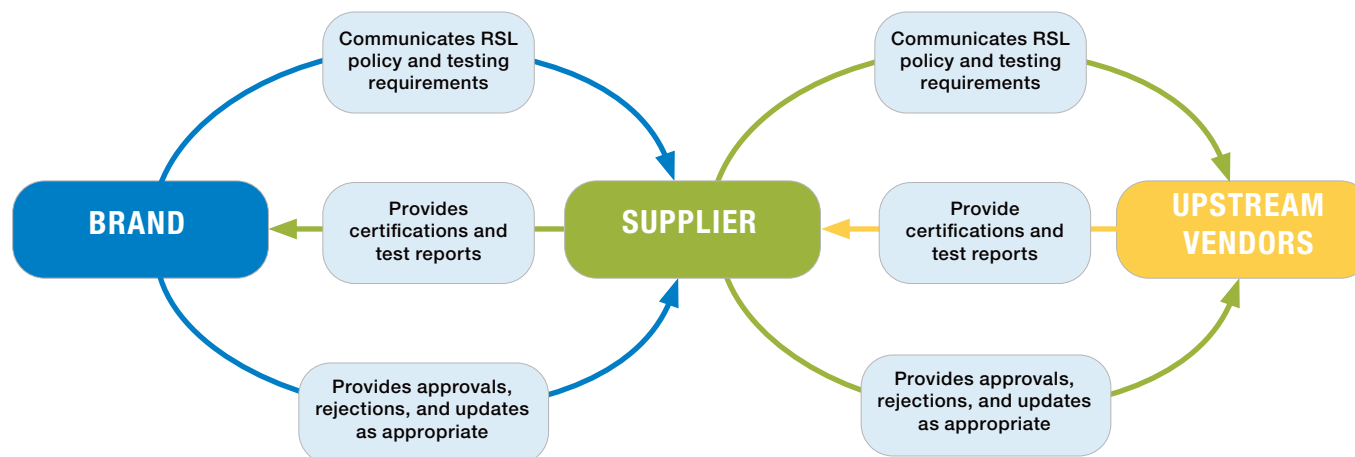 Communicates RSL
policy and testing
requirements
Communicates RSL
policy and testing
requirements
BRAND
Provides
certifications and
test reports
SUPPLIER
Provide
certifications and
test reports
UPSTREAM
VENDORS
Provides approvals,
rejections, and updates
as appropriate
Provides approvals,
rejections, and updates
as appropriate